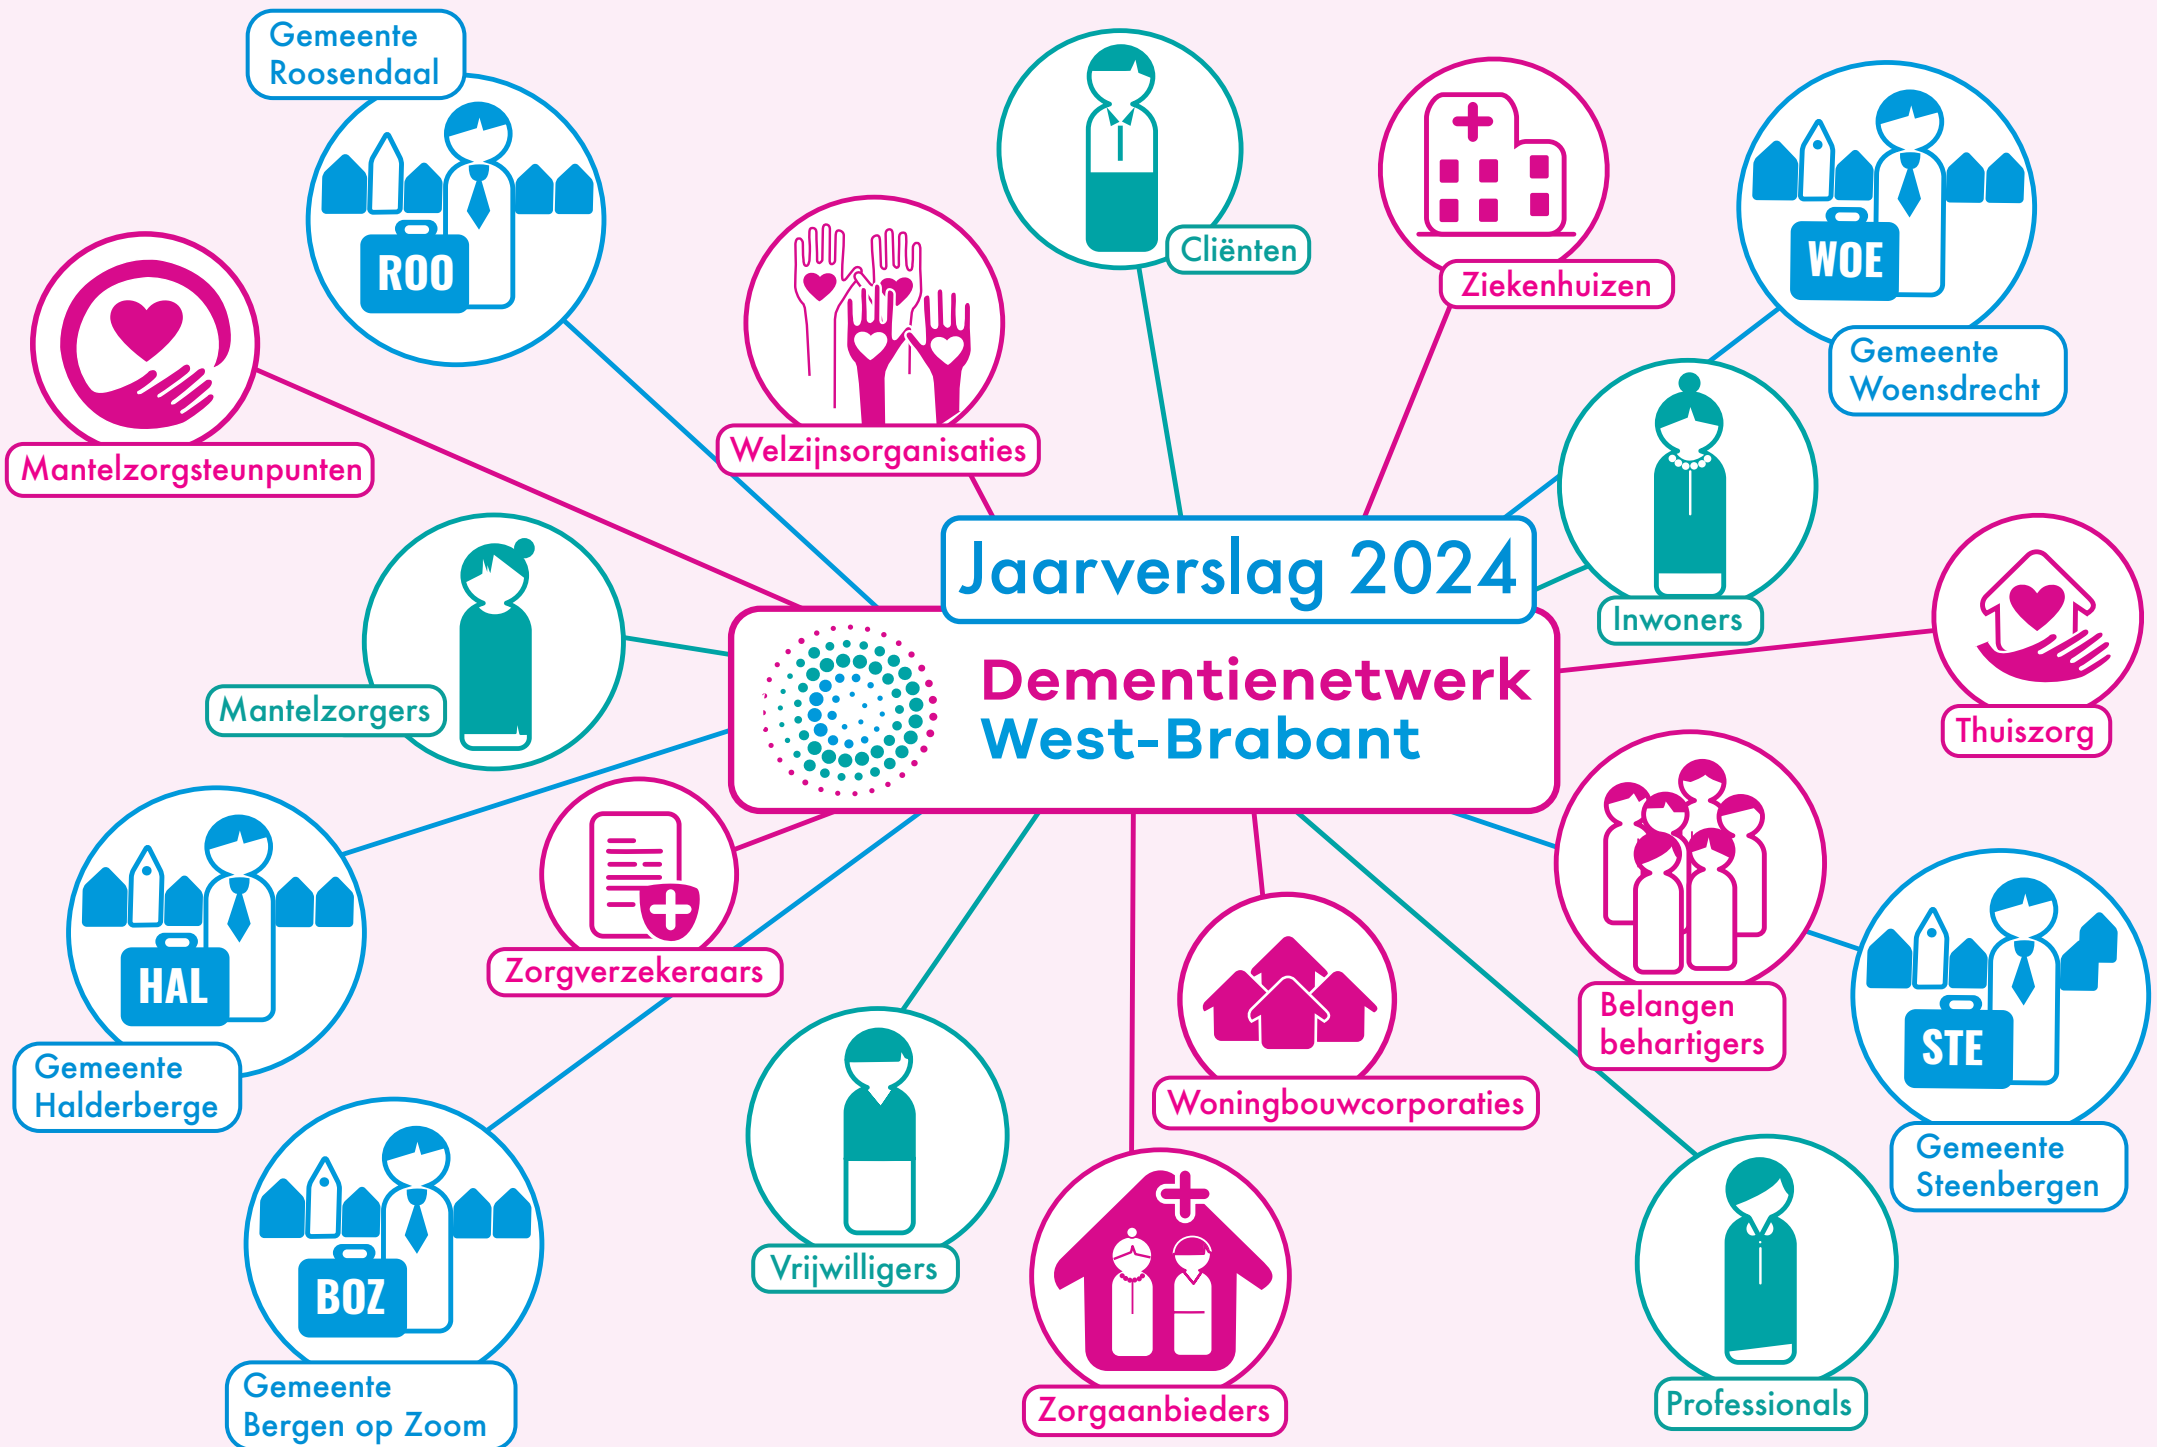 Gemeente
Roosendaal
ROO
Cliënten
Ziekenhuizen
WOE
Gemeente
Woensdrecht
Mantelzorgsteunpunten
Welzijnsorganisaties
Jaarverslag 2024
Inwoners
Dementienetwerk
West-Brabant
Mantelzorgers
Thuiszorg
HAL
Gemeente
Halderberge
Zorgverzekeraars
Belangen
behartigers
STE
Gemeente
Steenbergen
Woningbouwcorporaties
BOZ
Gemeente
Bergen op Zoom
Vrijwilligers
Zorgaanbieders
Professionals